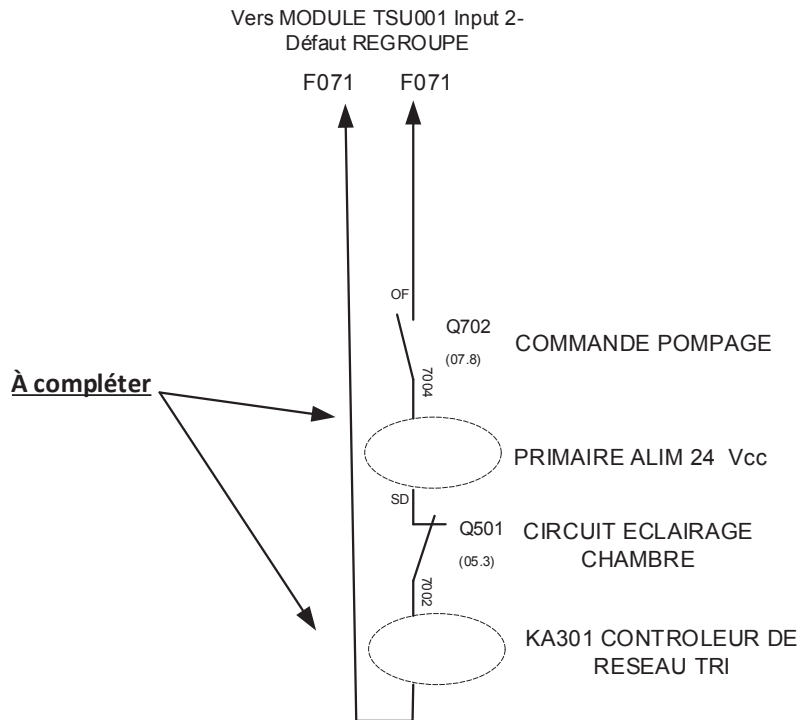 Vers MODULE TSU001 Input 2-
Défaut REGROUPE
F071 F071
OF
Q702
COMMANDE POMPAGE
(07.8)
7004
À compléter
PRIMAIRE ALIM 24 Vcc
SD
Q501
CIRCUIT ECLAIRAGE
CHAMBRE
(05.3)
7002
KA301 CONTROLEUR DE
RESEAU TRI